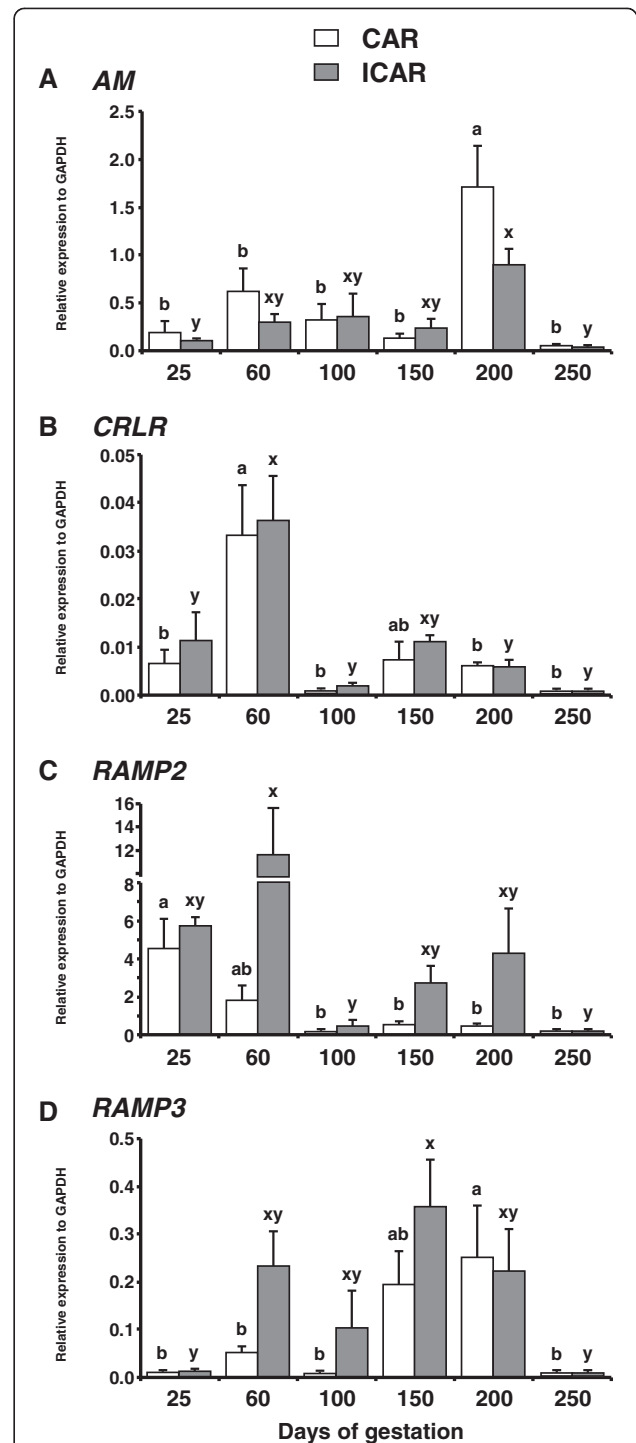 CAR
ICAR
A AM
Relative expression to GAPDH
2.5
2.0
1.5
1.0
0.5
0.0
b y b xy b xy b xy a x b y
25 60 100 150 200 250
B CRLR
Relative expression to GAPDH
0.05
0.04
0.03
0.02
0.01
0.00
b y a x b y ab xy b y b y
25 60 100 150 200 250
C RAMP2
Relative expression to GAPDH
16
14
12
8
6
4
2
0
a xy ab x b y b xy b xy b y
25 60 100 150 200 250
D RAMP3
Relative expression to GAPDH
0.5
0.4
0.3
0.2
0.1
0.0
b y b xy b xy ab x a xy b y
25 60 100 150 200 250
Days of gestation